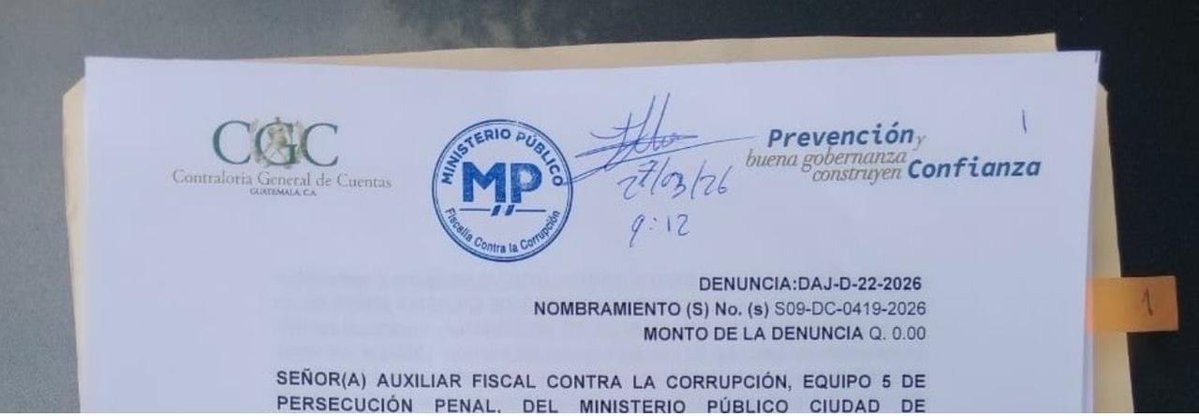 CGC
Contraloría General de Cuentas
GUATEMALA, C.A.
MINISTERIO PÚBLICO
MP
Fiscalía Contra la Corrupción
27/03/26
9:12
Prevención y
buena gobernanza
construyen Confianza
1
DENUNCIA:DAJ-D-22-2026
NOMBRAMIENTO (S) No. (s) S09-DC-0419-2026
MONTO DE LA DENUNCIA Q. 0.00
1
SEÑOR(A) AUXILIAR FISCAL CONTRA LA CORRUPCIÓN, EQUIPO 5 DE
PERSECUCIÓN PENAL, DEL MINISTERIO PÚBLICO CIUDAD DE